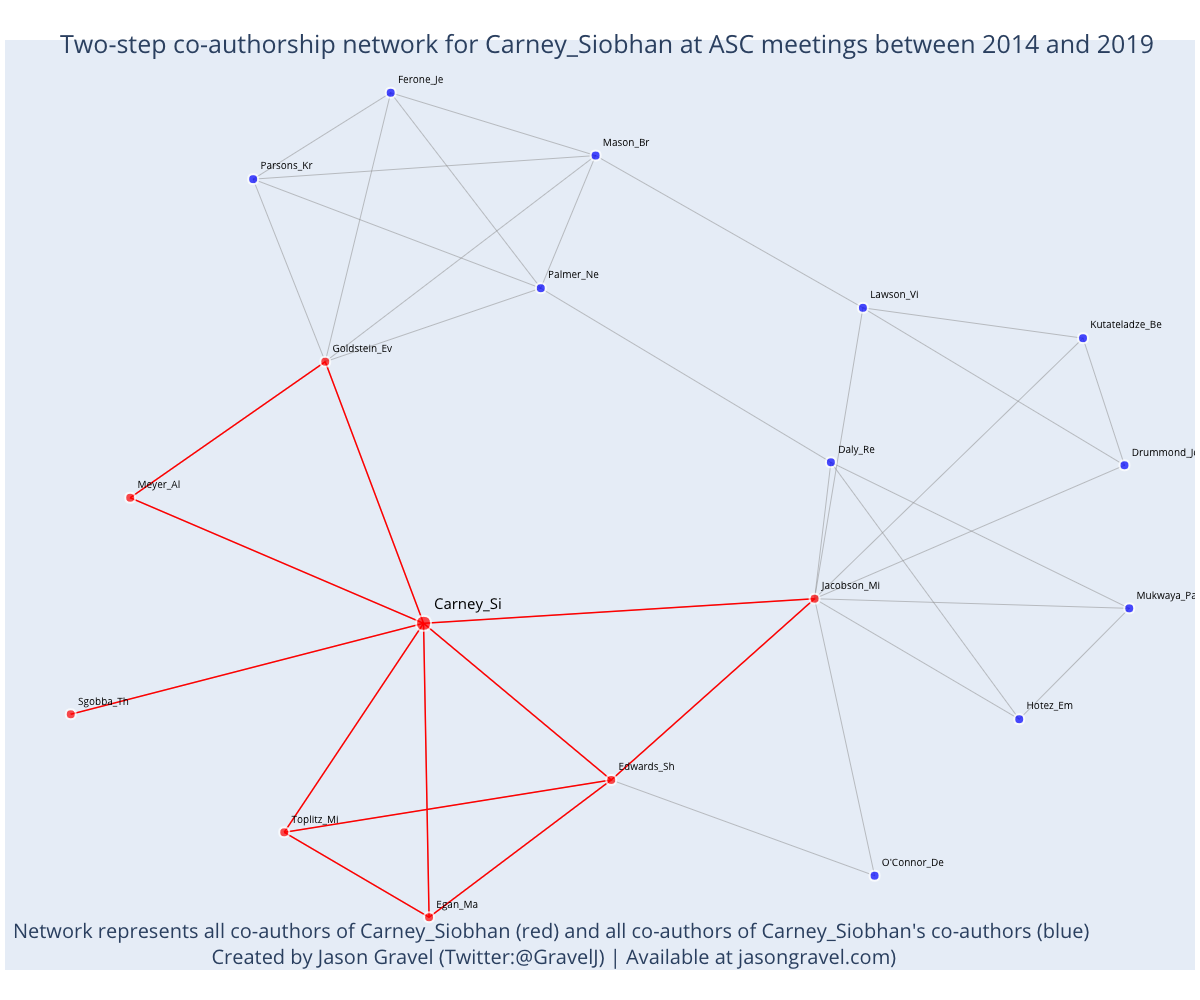 Two-step co-authorship network for Carney_Siobhan at ASC meetings between 2014 and 2019
Ferone_Je
Mason_Br
Parsons_Kr
Palmer_Ne
Lawson_Vi
Kutateladze_Be
Goldstein_Ev
Daly_Re
Drummond_Je
Meyer_Al
Jacobson_Mi
Mukwaya_Pa
Carney_Si
Sgobba_Th
Hotez_Em
Edwards_Sh
Toplitz_Mi
O'Connor_De
Egan_Ma
Network represents all co-authors of Carney_Siobhan (red) and all co-authors of Carney_Siobhan's co-authors (blue)
Created by Jason Gravel (Twitter:@GravelJ) | Available at jasongravel.com)